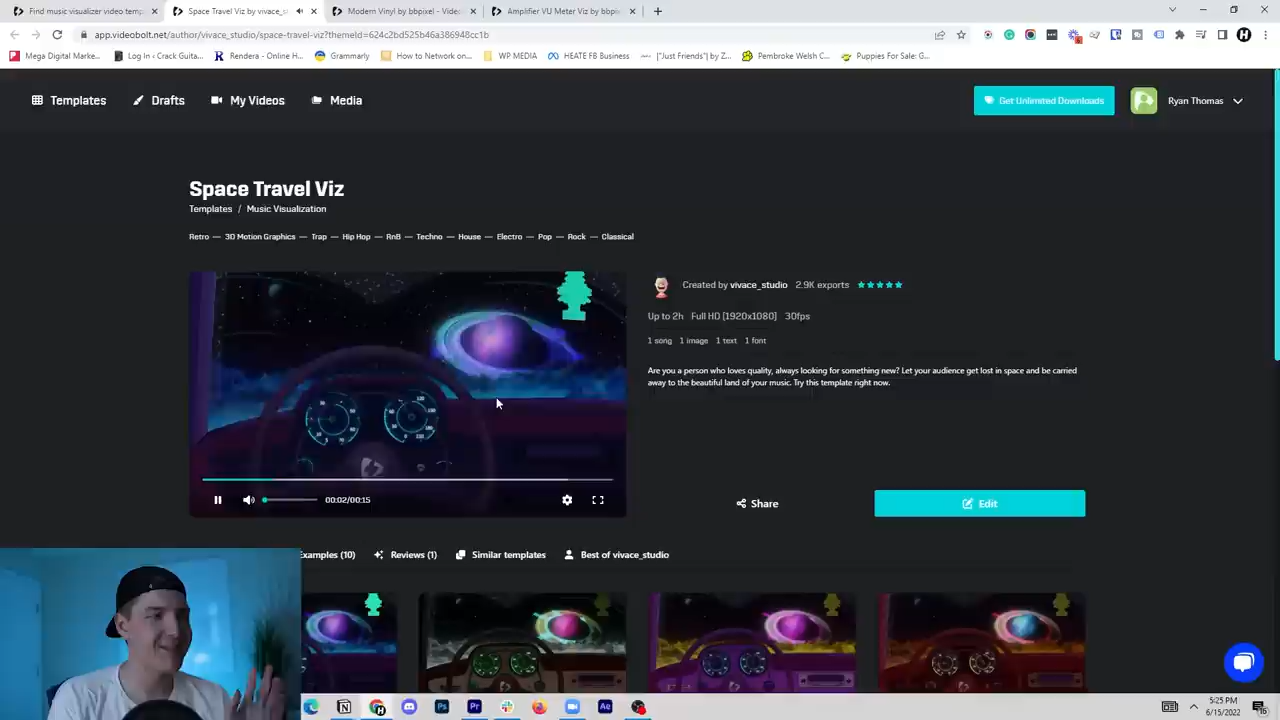 Find music visualizer video temp
Space Travel Viz by vivace_st
Modern Vinyl by bbpixel - Videobo
Amplifier VU Meter Viz by bbpixe
app.videobolt.net/author/vivace_studio/space-travel-viz?themeId=624c2bd525b46a386948cc1b
Mega Digital Marke...
Log In ‹ Crack Guita...
Rendera – Online H...
Grammarly
How to Network on...
WP MEDIA
HEATE FB Business
["Just Friends"] by Z...
Pembroke Welsh C...
Puppies For Sale: G...
Templates
Drafts
My Videos
Media
Get Unlimited Downloads
Ryan Thomas
Space Travel Viz
Templates / Music Visualization
Retro — 3D Motion Graphics — Trap — Hip Hop — RnB — Techno — House — Electro — Pop — Rock — Classical
Created by vivace_studio 2.9K exports
Up to 2h Full HD [1920x1080] 30fps
1 song 1 image 1 text 1 font
Are you a person who loves quality, always looking for something new? Let your audience get lost in space and be carried
away to the beautiful land of your music. Try this template right now.
00:02/00:15
Share
Edit
Examples (10)
Reviews (1)
Similar templates
Best of vivace_studio
5:25 PM
6/15/2022